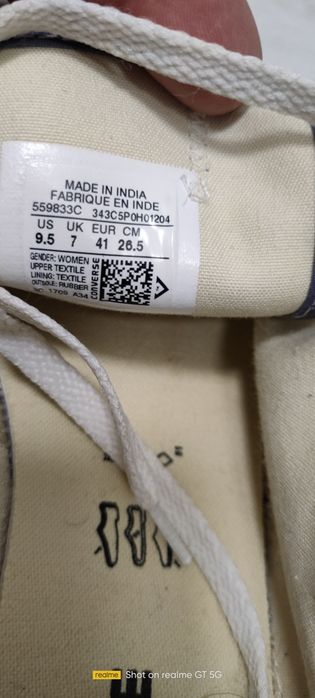 MADE IN INDIA
FABRIQUE EN INDE
559833C 343C5P0H01204
US UK EUR CM
9.5 7 41 26.5
GENDER: WOMEN
UPPER TEXTILE
LINING: TEXTILE
OUTSOLE: RUBBER
CONVERSE
realme Shot on realme GT 5G